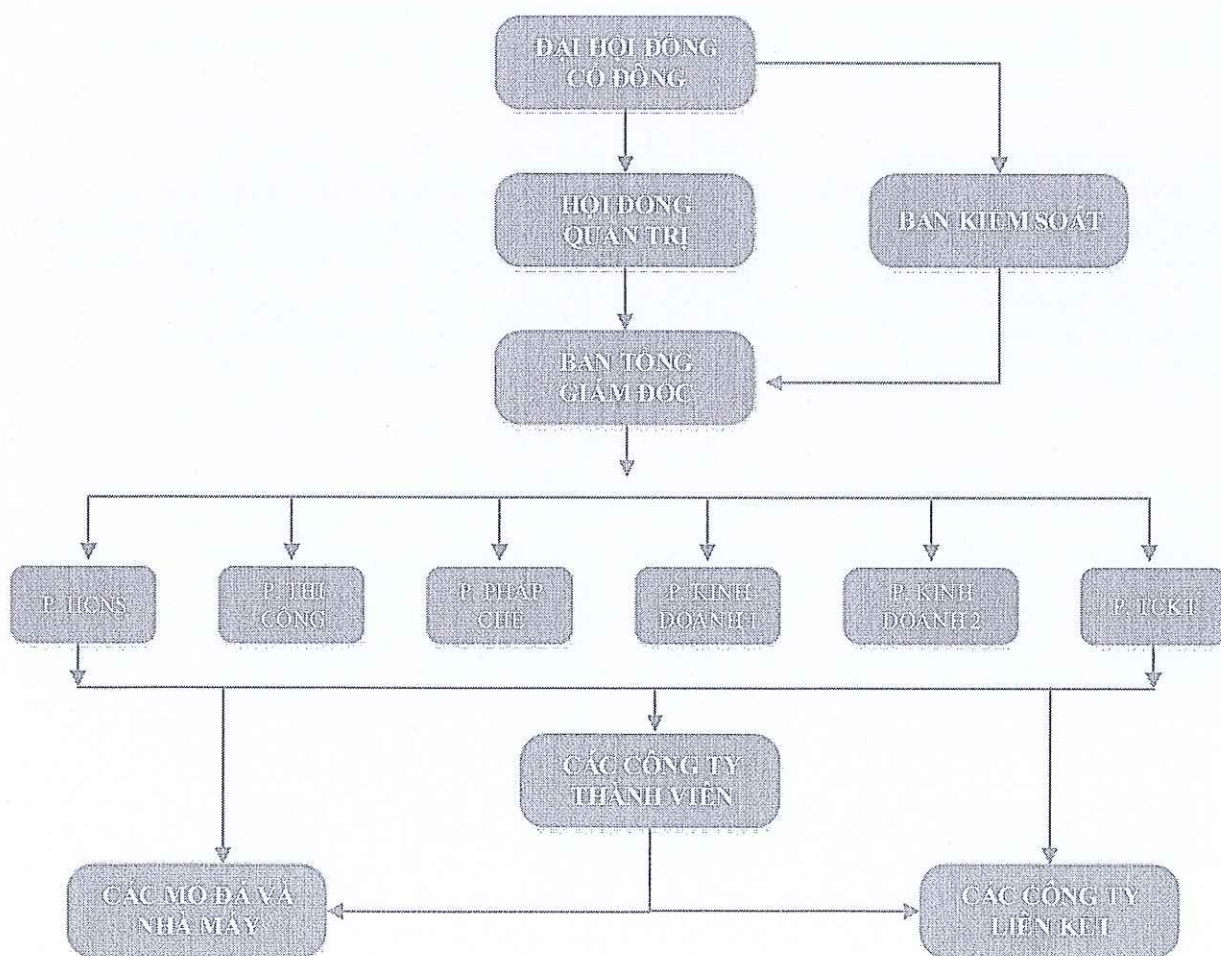 ĐẠI HỘI ĐỒNG
CỔ ĐÔNG
HỘI ĐỒNG
QUẢN TRỊ
BAN KIỂM SOÁT
BAN TỔNG
GIÁM ĐỐC
P. HCNS
P. THI
CÔNG
P. PHÁP
CHẾ
P. KINH
DOANH 1
P. KINH
DOANH 2
P. TCKT
CÁC CÔNG TY
THÀNH VIÊN
CÁC MỎ ĐÁ VÀ
NHÀ MÁY
CÁC CÔNG TY
LIÊN KẾT